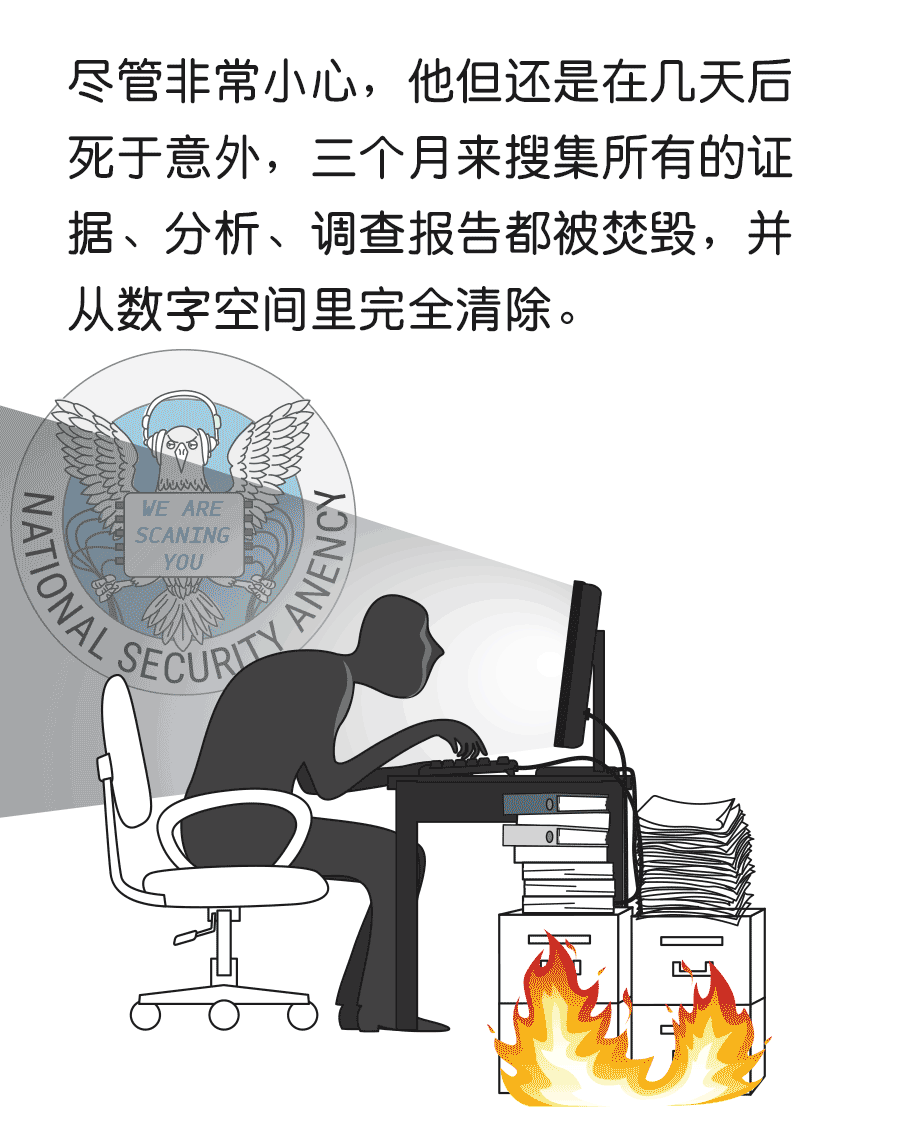 尽管非常小心，他但还是在几天后
死于意外，三个月来搜集所有的证
据、分析、调查报告都被焚毁，并
从数字空间里完全清除。
WE ARE
SCANING
YOU
NATIONAL SECURITY ANENCY